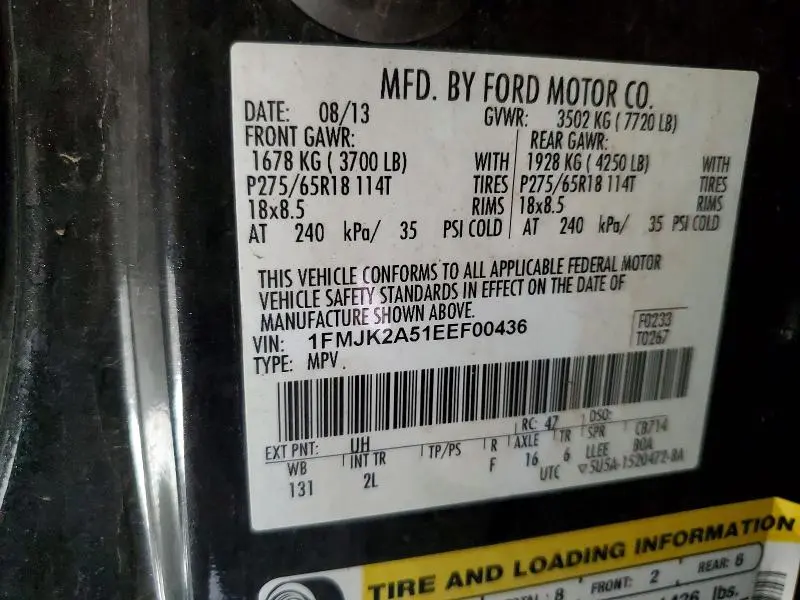 MFD. BY FORD MOTOR CO.
DATE: 08/13 GVWR: 3502 KG ( 7720 LB)
FRONT GAWR: REAR GAWR:
1678 KG ( 3700 LB) WITH 1928 KG ( 4250 LB) WITH
P275/65R18 114T TIRES P275/65R18 114T TIRES
18x8.5 RIMS 18x8.5 RIMS
AT 240 kPa/ 35 PSI COLD AT 240 kPa/ 35 PSI COLD
THIS VEHICLE CONFORMS TO ALL APPLICABLE FEDERAL MOTOR
VEHICLE SAFETY STANDARDS IN EFFECT ON THE DATE OF
MANUFACTURE SHOWN ABOVE.
VIN: 1FMJK2A51EEF00436 F0233
TYPE: MPV T0267
EXT PNT: UH RC: 47 DSO:
WB INT TR TP/PS R AXLE TR SPR CB714
131 2L F 16 6 LLEE BOA
UTC 5U5A-1520472-BA
TIRE AND LOADING INFORMATION
8 FRONT: 2 REAR: 6
lbs.